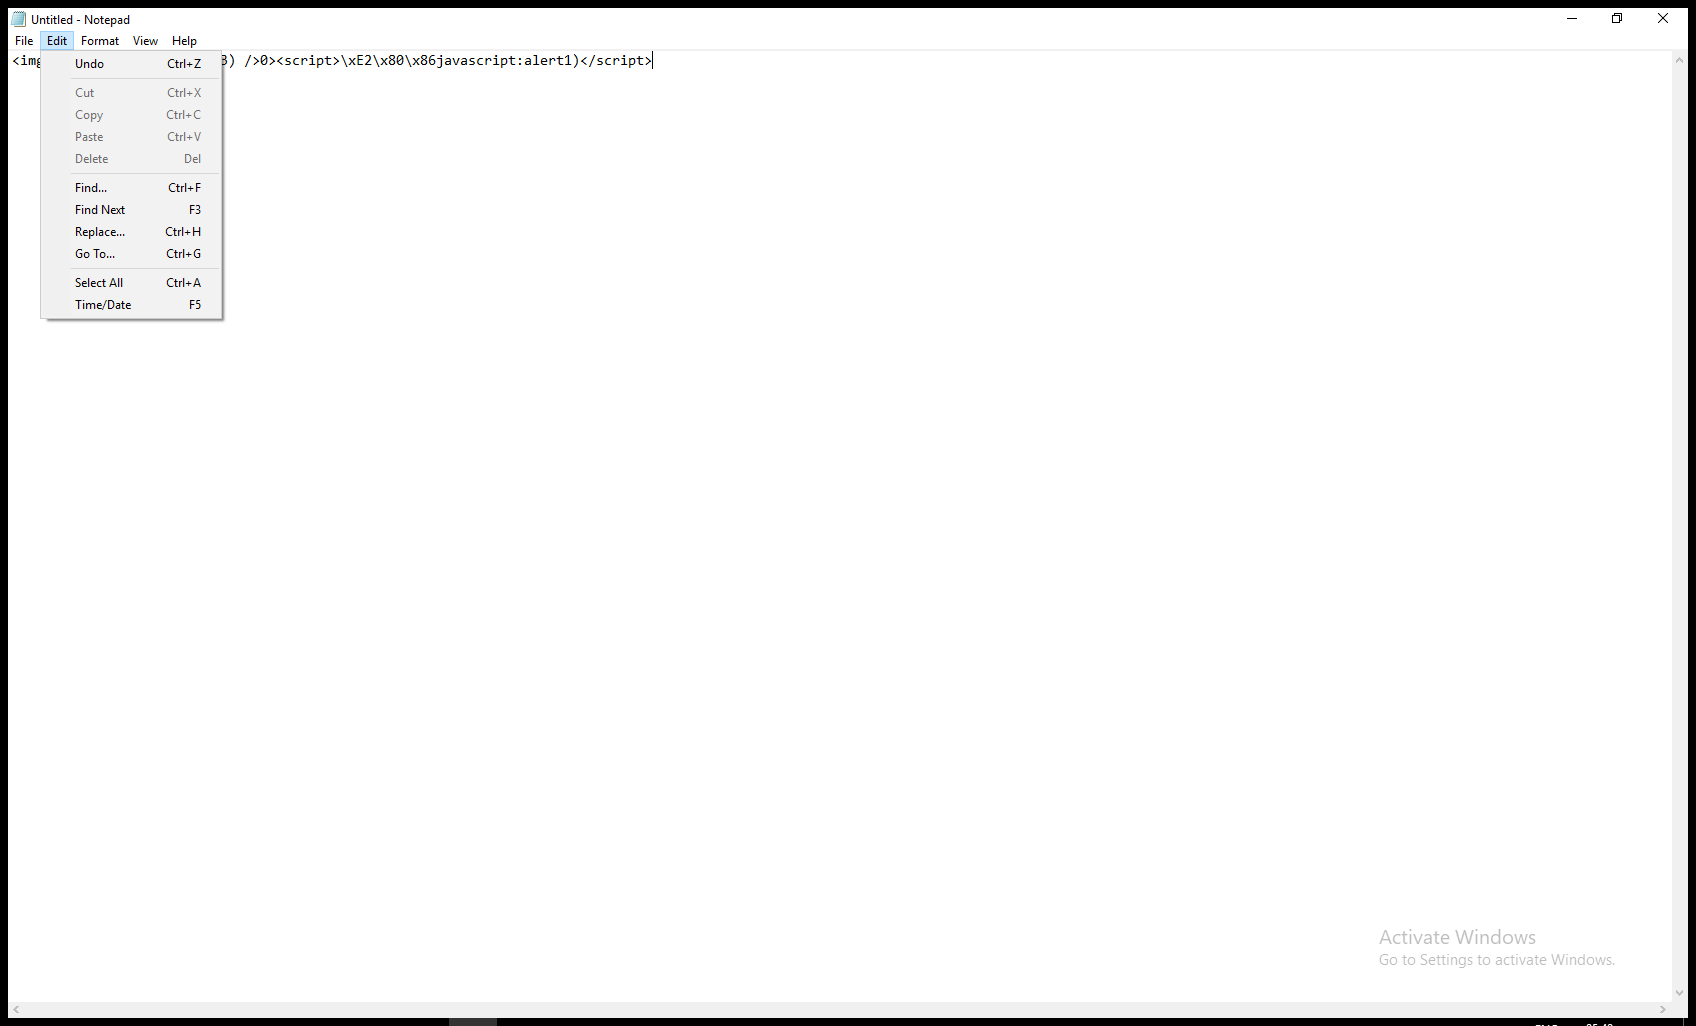 Untitled - Notepad
File Edit Format View Help
3) />0><script>\xE2\x80\x86javascript:alert1)</script>
Undo Ctrl+Z
Cut Ctrl+X
Copy Ctrl+C
Paste Ctrl+V
Delete Del
Find... Ctrl+F
Find Next F3
Replace... Ctrl+H
Go To... Ctrl+G
Select All Ctrl+A
Time/Date F5
Activate Windows
Go to Settings to activate Windows.